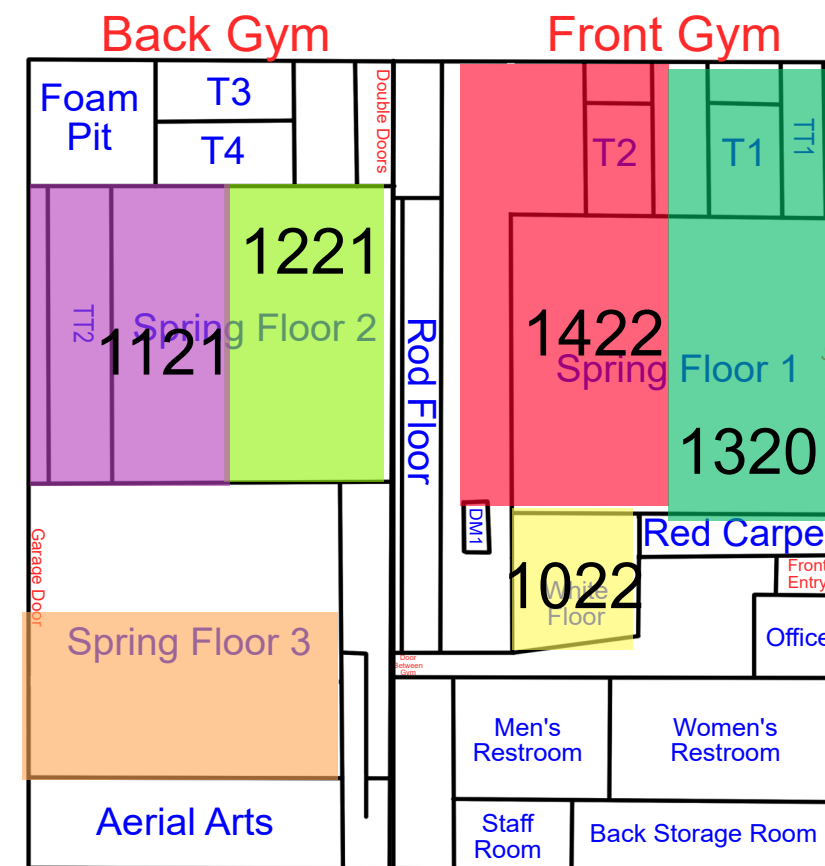 Back Gym
Front Gym
Foam
Pit
T3
T4
Double Doors
T2
T1
TT1
1221
Spring Floor 2
TT2
1121
Rod Floor
1422
Spring Floor 1
1320
DM1
Red Carpe
Garage Door
1022
White
Floor
Front
Entry
Office
Spring Floor 3
Door
Between
Gym
Men's
Restroom
Women's
Restroom
Aerial Arts
Staff
Room
Back Storage Room